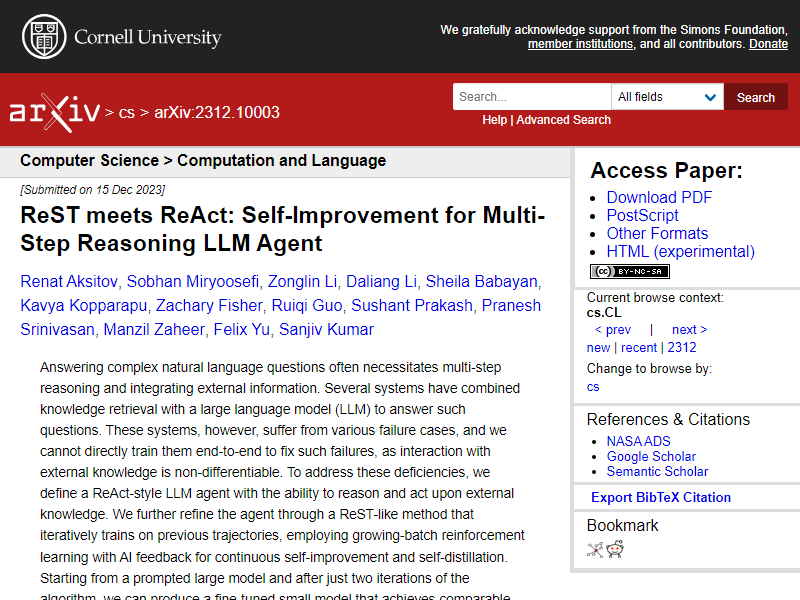 Cornell University
We gratefully acknowledge support from the Simons Foundation,
member institutions, and all contributors. Donate
arXiv > cs > arXiv:2312.10003
Search...
All fields
Search
Help | Advanced Search
Computer Science > Computation and Language
[Submitted on 15 Dec 2023]
ReST meets ReAct: Self-Improvement for Multi-
Step Reasoning LLM Agent
Renat Aksitov, Sobhan Miryoosefi, Zonglin Li, Daliang Li, Sheila Babayan,
Kavya Kopparapu, Zachary Fisher, Ruiqi Guo, Sushant Prakash, Pranesh
Srinivasan, Manzil Zaheer, Felix Yu, Sanjiv Kumar
Answering complex natural language questions often necessitates multi-step
reasoning and integrating external information. Several systems have combined
knowledge retrieval with a large language model (LLM) to answer such
questions. These systems, however, suffer from various failure cases, and we
cannot directly train them end-to-end to fix such failures, as interaction with
external knowledge is non-differentiable. To address these deficiencies, we
define a ReAct-style LLM agent with the ability to reason and act upon external
knowledge. We further refine the agent through a ReST-like method that
iteratively trains on previous trajectories, employing growing-batch reinforcement
learning with AI feedback for continuous self-improvement and self-distillation.
Starting from a prompted large model and after just two iterations of the
algorithm, we can produce a fine-tuned small model that achieves comparable
Access Paper:
Download PDF
PostScript
Other Formats
HTML (experimental)
(cc) BY-NC-SA
Current browse context:
cs.CL
< prev | next >
new | recent | 2312
Change to browse by:
cs
References & Citations
NASA ADS
Google Scholar
Semantic Scholar
Export BibTeX Citation
Bookmark